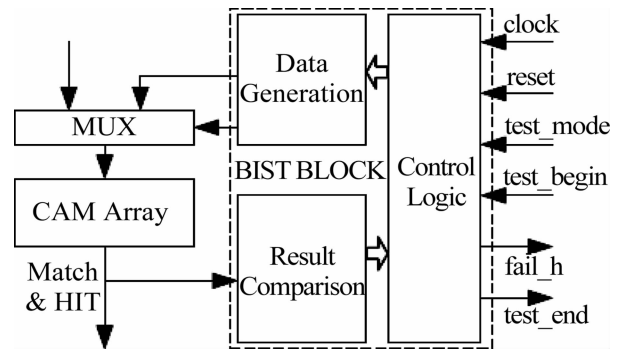 clock
Data
Generation
reset
MUX
test_mode
BIST BLOCK
Control
Logic
test_begin
CAM Array
Result
Comparison
Match
& HIT
fail_h
test_end